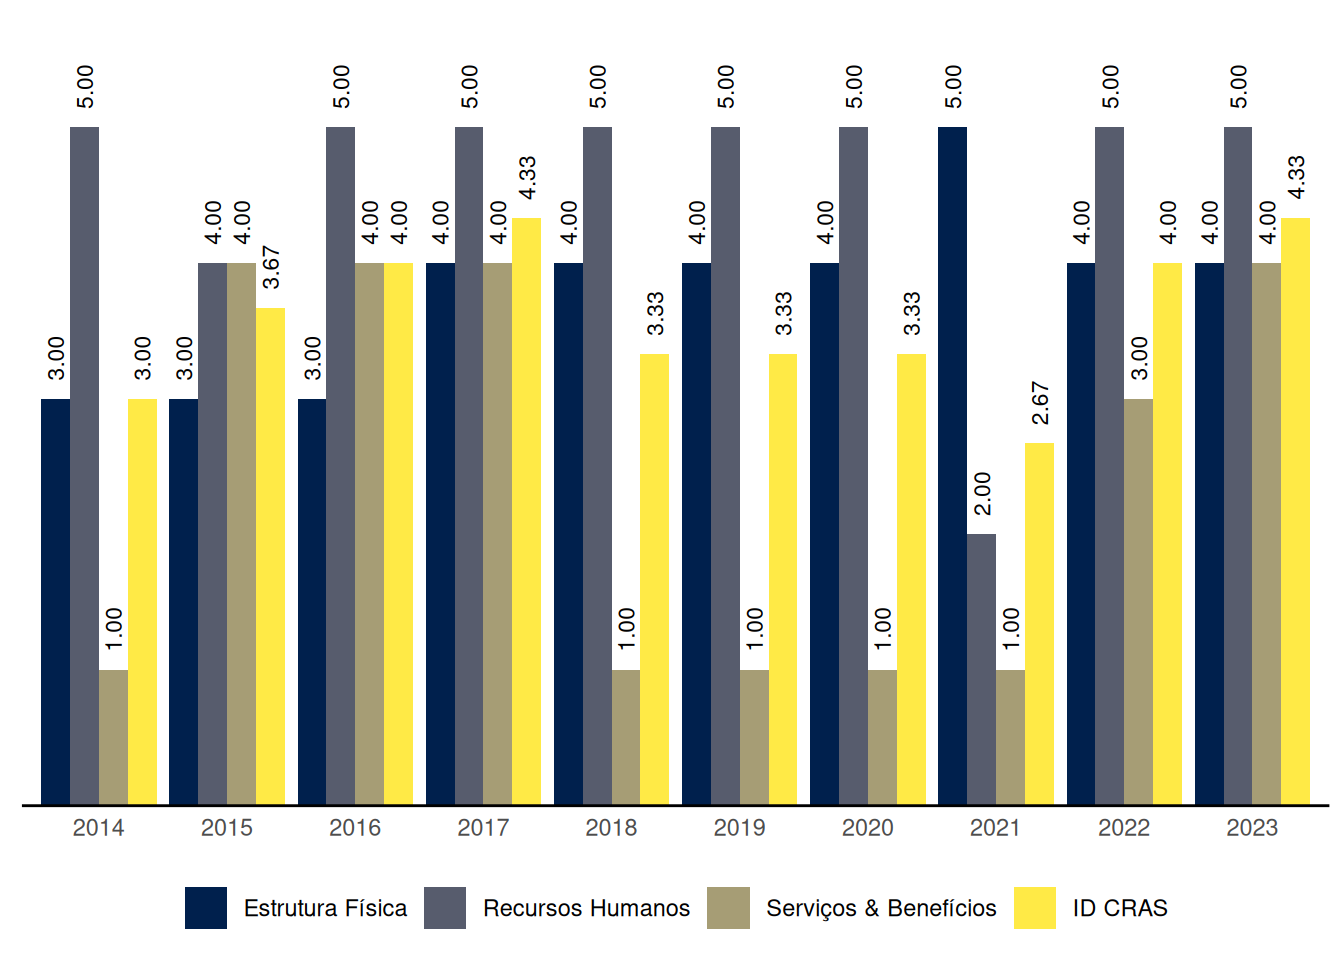 5.00 5.00 5.00 5.00 5.00 5.00 5.00 5.00 5.00
4.33 4.33
4.00 4.00 4.00 4.00 4.00 4.00 4.00 4.00 4.00 4.00 4.00 4.00 4.00
3.67
3.33 3.33 3.33
3.00 3.00 3.00 3.00 3.00
2.67
2.00
1.00 1.00 1.00 1.00 1.00
2014 2015 2016 2017 2018 2019 2020 2021 2022 2023
Estrutura Física Recursos Humanos Serviços & Benefícios ID CRAS